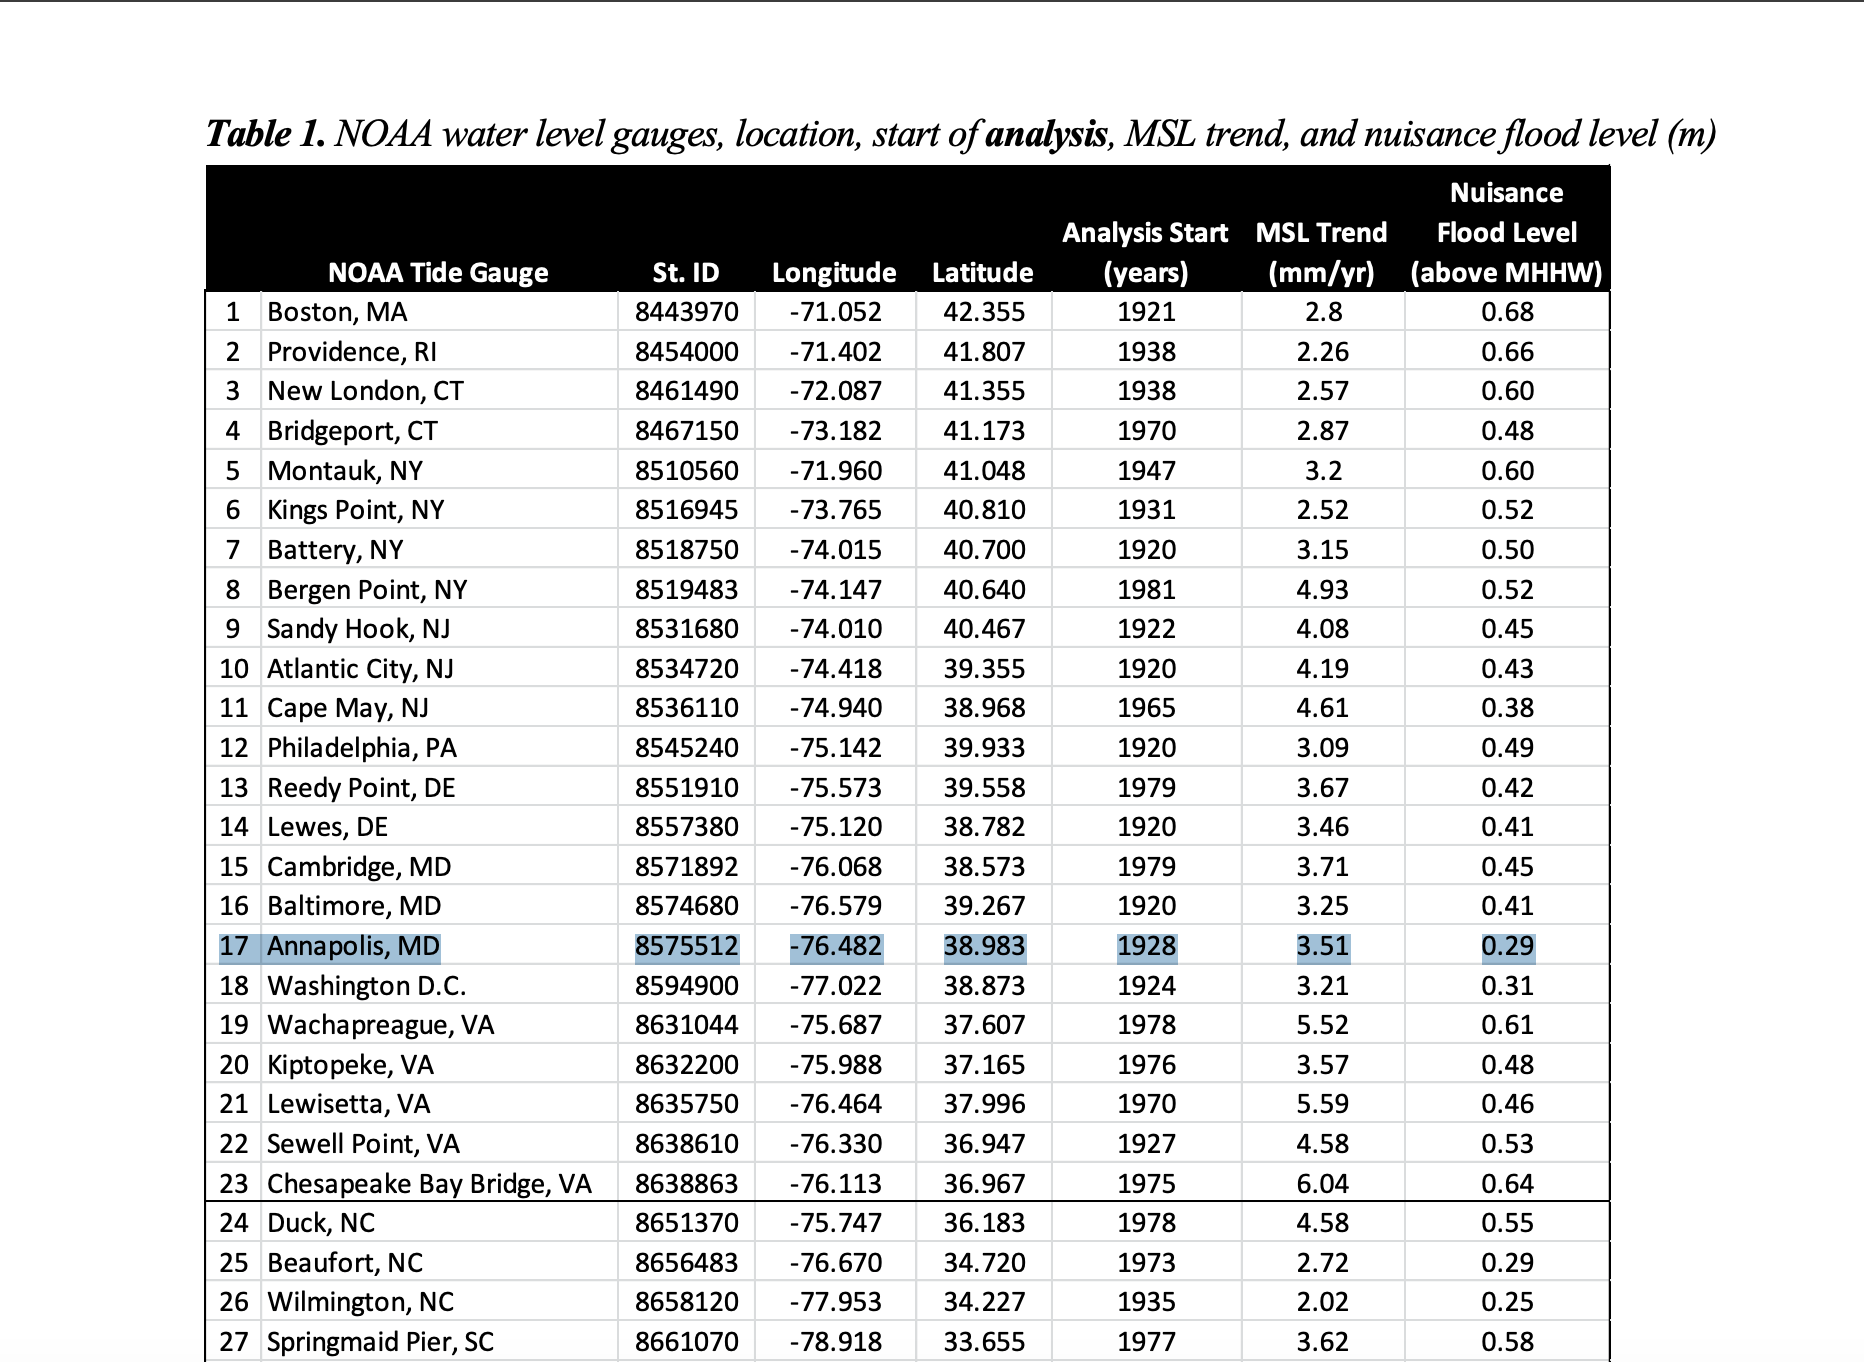 Table 1. NOAA water level gauges, location, start of analysis, MSL trend, and nuisance flood level (m)
NOAA Tide Gauge St. ID Longitude Latitude Analysis Start (years) MSL Trend (mm/yr) Nuisance Flood Level (above MHHW)
1 Boston, MA 8443970 -71.052 42.355 1921 2.8 0.68
2 Providence, RI 8454000 -71.402 41.807 1938 2.26 0.66
3 New London, CT 8461490 -72.087 41.355 1938 2.57 0.60
4 Bridgeport, CT 8467150 -73.182 41.173 1970 2.87 0.48
5 Montauk, NY 8510560 -71.960 41.048 1947 3.2 0.60
6 Kings Point, NY 8516945 -73.765 40.810 1931 2.52 0.52
7 Battery, NY 8518750 -74.015 40.700 1920 3.15 0.50
8 Bergen Point, NY 8519483 -74.147 40.640 1981 4.93 0.52
9 Sandy Hook, NJ 8531680 -74.010 40.467 1922 4.08 0.45
10 Atlantic City, NJ 8534720 -74.418 39.355 1920 4.19 0.43
11 Cape May, NJ 8536110 -74.940 38.968 1965 4.61 0.38
12 Philadelphia, PA 8545240 -75.142 39.933 1920 3.09 0.49
13 Reedy Point, DE 8551910 -75.573 39.558 1979 3.67 0.42
14 Lewes, DE 8557380 -75.120 38.782 1920 3.46 0.41
15 Cambridge, MD 8571892 -76.068 38.573 1979 3.71 0.45
16 Baltimore, MD 8574680 -76.579 39.267 1920 3.25 0.41
17 Annapolis, MD 8575512 -76.482 38.983 1928 3.51 0.29
18 Washington D.C. 8594900 -77.022 38.873 1924 3.21 0.31
19 Wachapreague, VA 8631044 -75.687 37.607 1978 5.52 0.61
20 Kiptopeke, VA 8632200 -75.988 37.165 1976 3.57 0.48
21 Lewisetta, VA 8635750 -76.464 37.996 1970 5.59 0.46
22 Sewell Point, VA 8638610 -76.330 36.947 1927 4.58 0.53
23 Chesapeake Bay Bridge, VA 8638863 -76.113 36.967 1975 6.04 0.64
24 Duck, NC 8651370 -75.747 36.183 1978 4.58 0.55
25 Beaufort, NC 8656483 -76.670 34.720 1973 2.72 0.29
26 Wilmington, NC 8658120 -77.953 34.227 1935 2.02 0.25
27 Springmaid Pier, SC 8661070 -78.918 33.655 1977 3.62 0.58